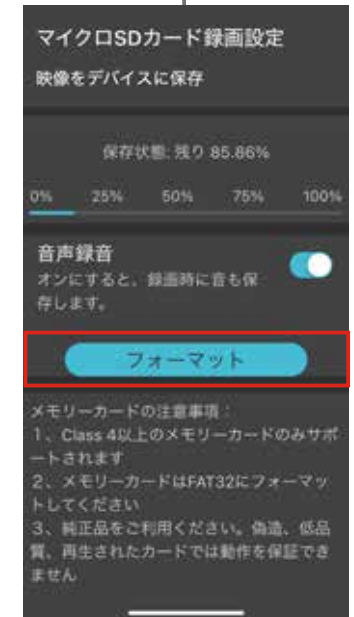 マイクロSDカード録画設定
映像をデバイスに保存
保存状態: 残り 85.86%
0% 25% 50% 75% 100%
音声録音
オンにすると、録画時に音も保
存します。
フォーマット
メモリーカードの注意事項：
1、Class 4以上のメモリーカードのみサポ
ートされます
2、メモリーカードはFAT32にフォーマッ
トしてください
3、純正品をご利用ください。偽造、低品
質、再生されたカードでは動作を保証でき
ません